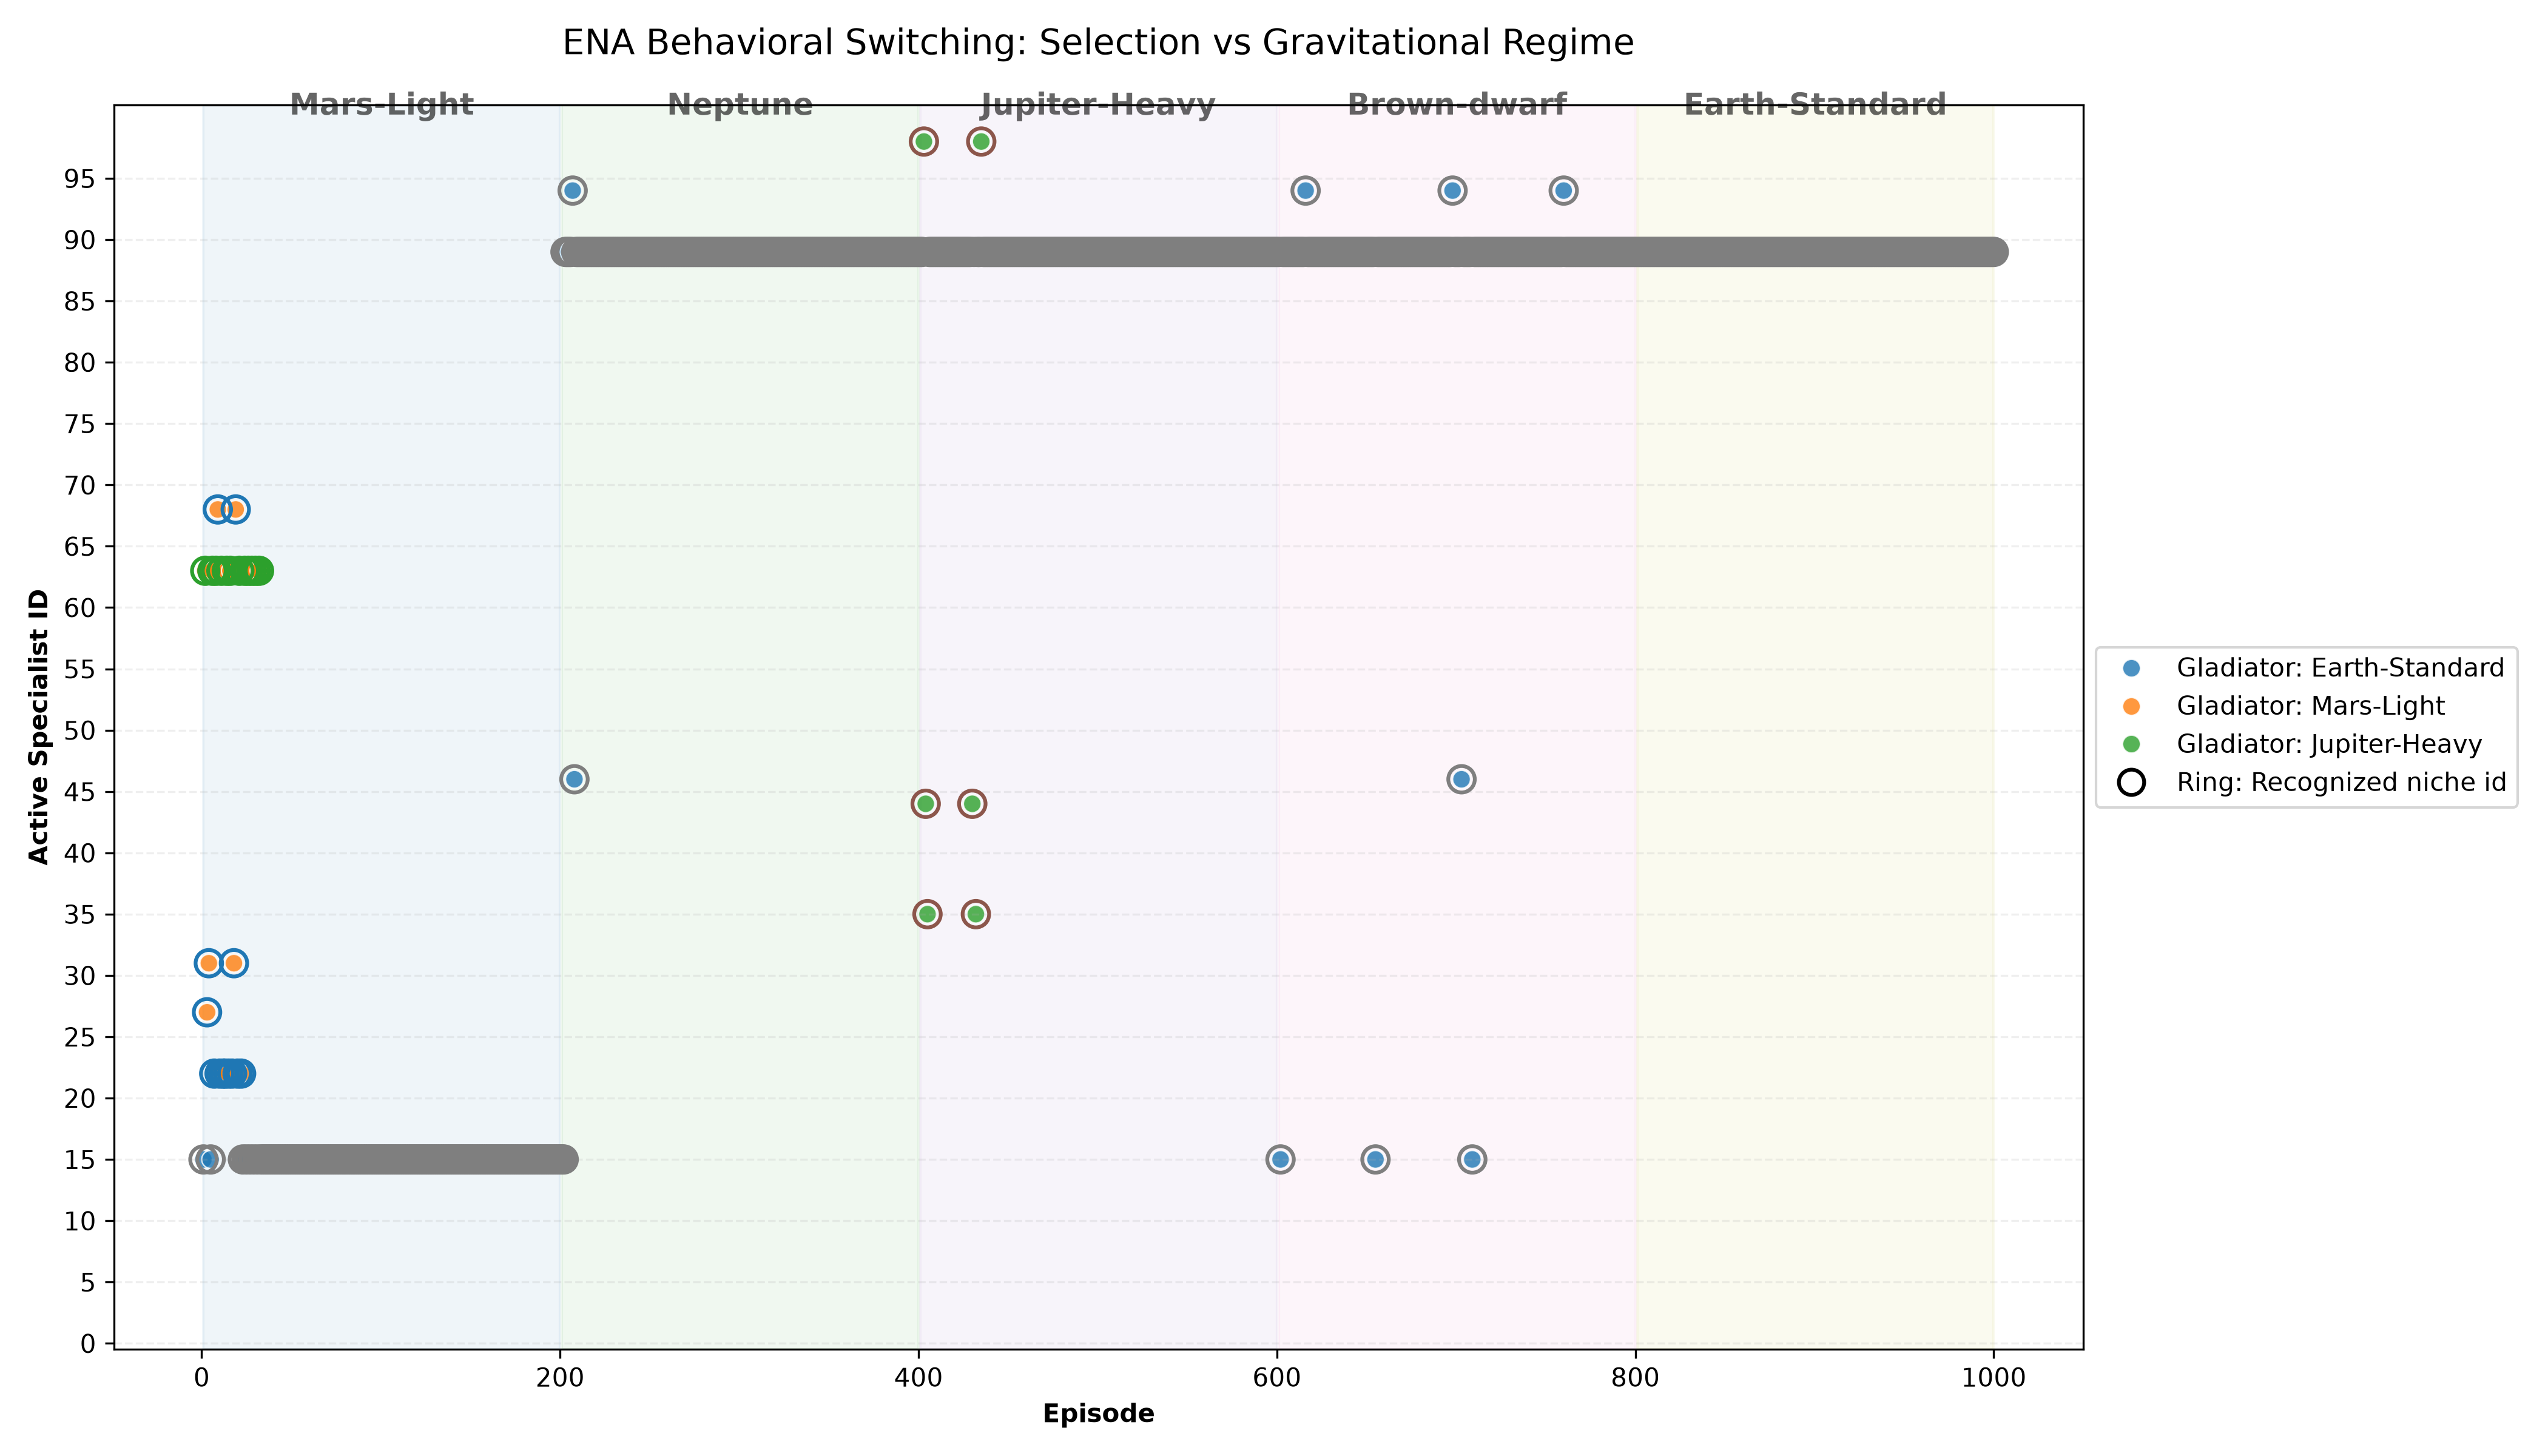 ENA Behavioral Switching: Selection vs Gravitational Regime
Mars-Light Neptune Jupiter-Heavy Brown-dwarf Earth-Standard
Active Specialist ID
95
90
85
80
75
70
65
60
55
50
45
40
35
30
25
20
15
10
5
0
0 200 400 600 800 1000
Episode
Gladiator: Earth-Standard
Gladiator: Mars-Light
Gladiator: Jupiter-Heavy
Ring: Recognized niche id